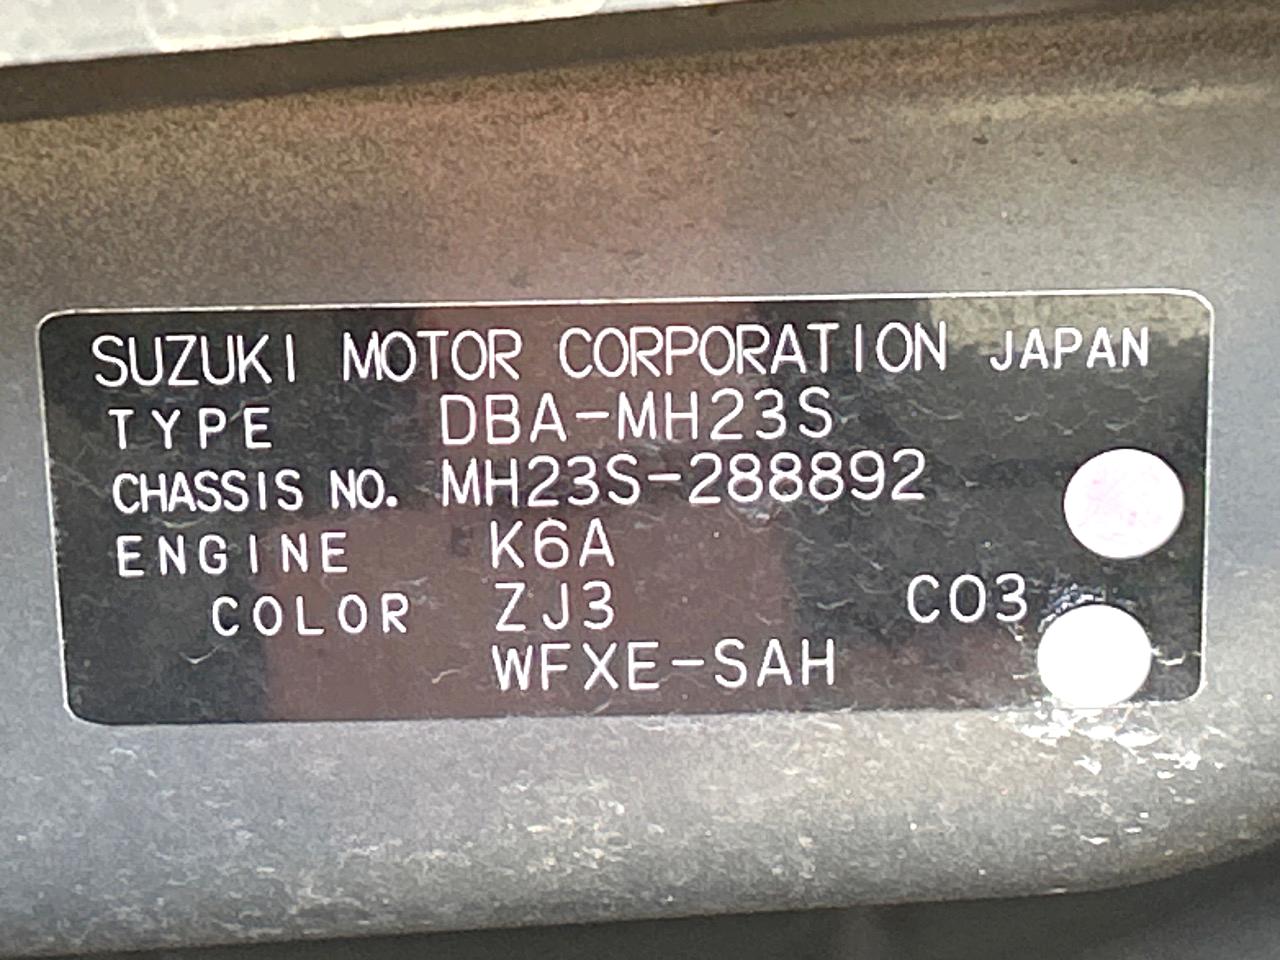 SUZUKI MOTOR CORPORATION JAPAN
TYPE DBA-MH23S
CHASSIS NO. MH23S-288892
ENGINE K6A
COLOR ZJ3 C03
WFXE-SAH